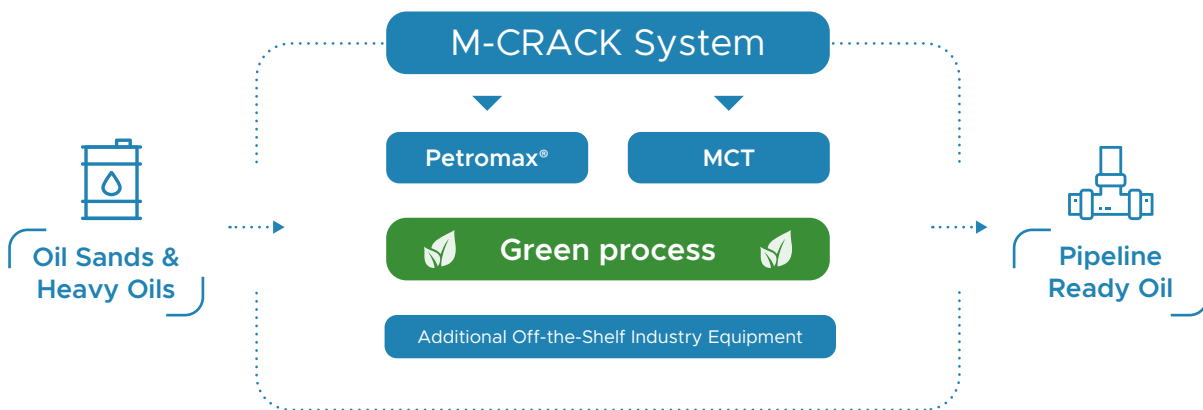 M-CRACK System
Petromax®
MCT
Oil Sands &
Heavy Oils
Green process
Pipeline
Ready Oil
Additional Off-the-Shelf Industry Equipment